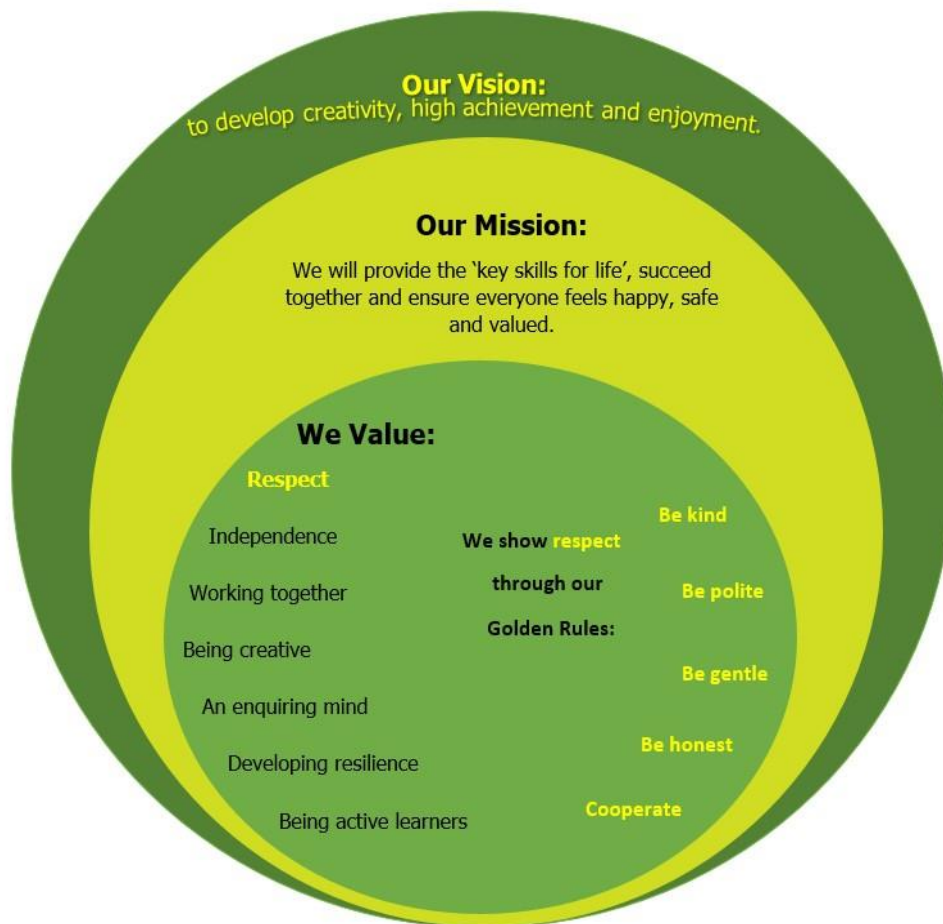 Our Vision:
to develop creativity, high achievement and enjoyment.
Our Mission:
We will provide the ‘key skills for life’, succeed
together and ensure everyone feels happy, safe
and valued.
We Value:
Respect
Independence
Working together
Being creative
An enquiring mind
Developing resilience
Being active learners
We show respect
through our
Golden Rules:
Be kind
Be polite
Be gentle
Be honest
Cooperate